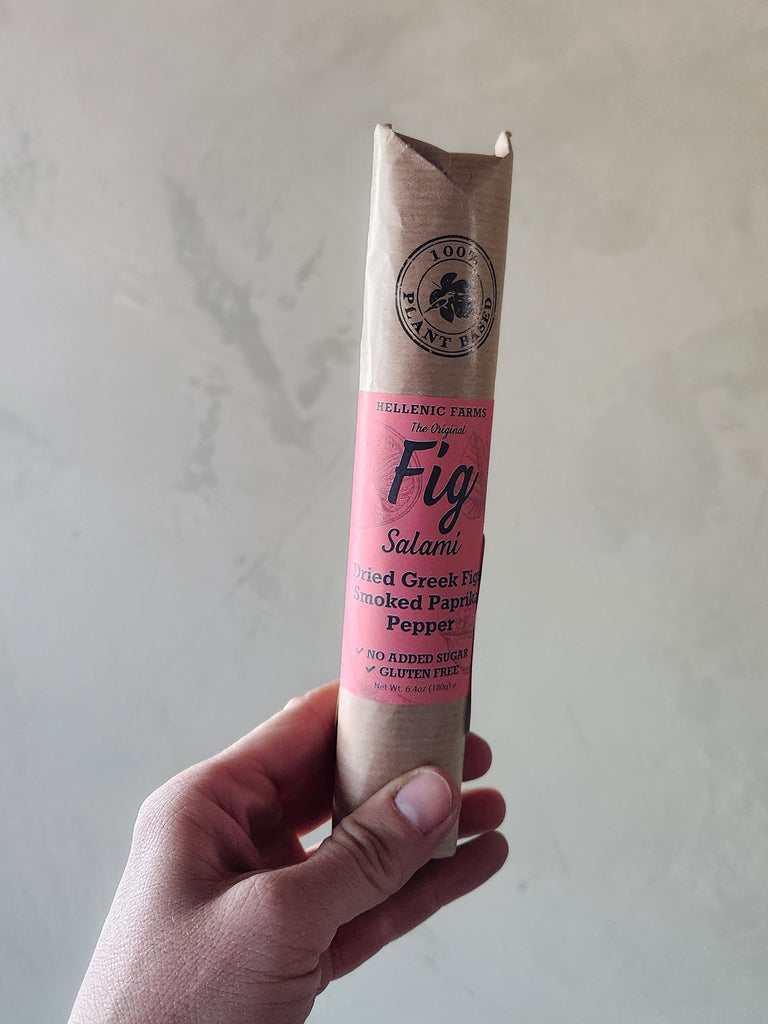 100%
PLANT BASED
HELLENIC FARMS
The Original
Fig
Salami
Dried Greek Figs
Smoked Paprika
Pepper
✓ NO ADDED SUGAR
✓ GLUTEN FREE
Net Wt. 6.4oz (180g) e